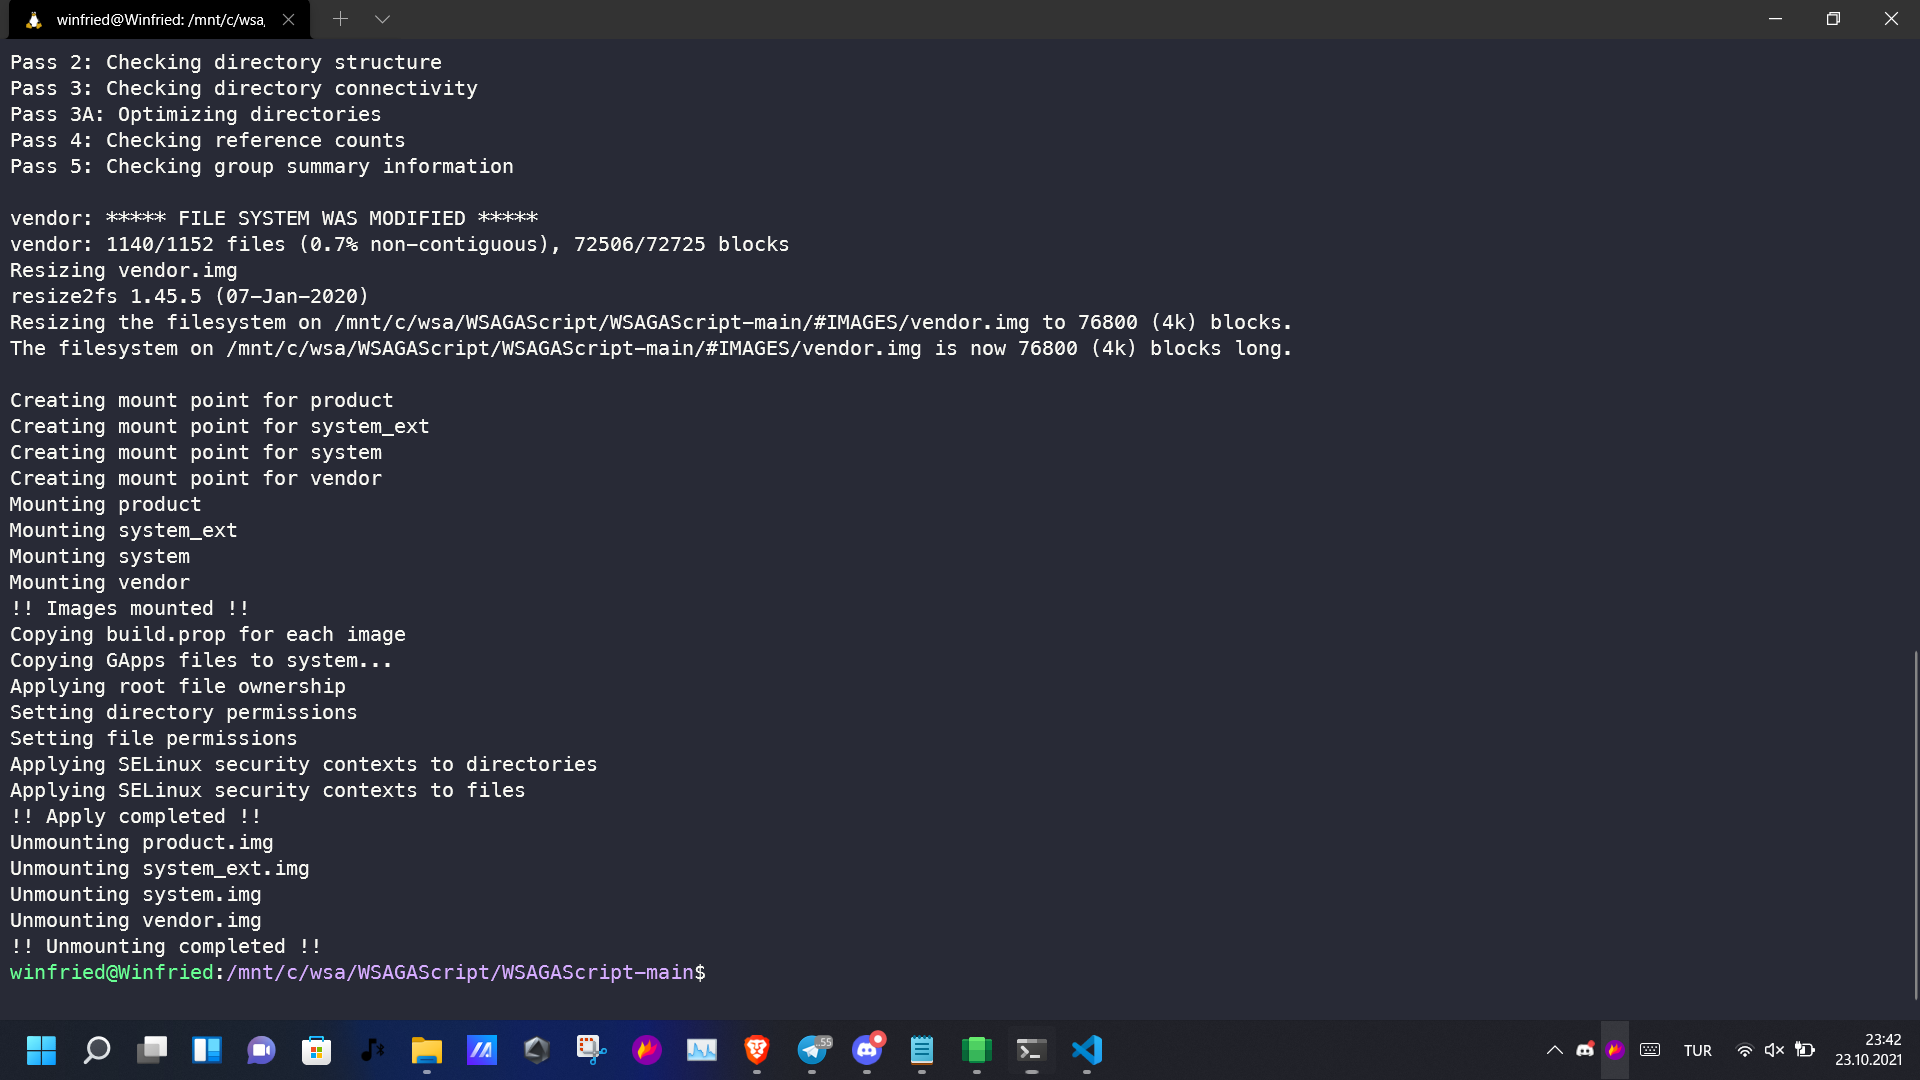 winfried@Winfried: /mnt/c/wsa,
Pass 2: Checking directory structure
Pass 3: Checking directory connectivity
Pass 3A: Optimizing directories
Pass 4: Checking reference counts
Pass 5: Checking group summary information
vendor: ***** FILE SYSTEM WAS MODIFIED *****
vendor: 1140/1152 files (0.7% non-contiguous), 72506/72725 blocks
Resizing vendor.img
resize2fs 1.45.5 (07-Jan-2020)
Resizing the filesystem on /mnt/c/wsa/WSAGAScript/WSAGAScript-main/#IMAGES/vendor.img to 76800 (4k) blocks.
The filesystem on /mnt/c/wsa/WSAGAScript/WSAGAScript-main/#IMAGES/vendor.img is now 76800 (4k) blocks long.
Creating mount point for product
Creating mount point for system_ext
Creating mount point for system
Creating mount point for vendor
Mounting product
Mounting system_ext
Mounting system
Mounting vendor
!! Images mounted !!
Copying build.prop for each image
Copying GApps files to system...
Applying root file ownership
Setting directory permissions
Setting file permissions
Applying SELinux security contexts to directories
Applying SELinux security contexts to files
!! Apply completed !!
Unmounting product.img
Unmounting system_ext.img
Unmounting system.img
Unmounting vendor.img
!! Unmounting completed !!
winfried@Winfried:/mnt/c/wsa/WSAGAScript/WSAGAScript-main$
..55
TUR
23:42
23.10.2021